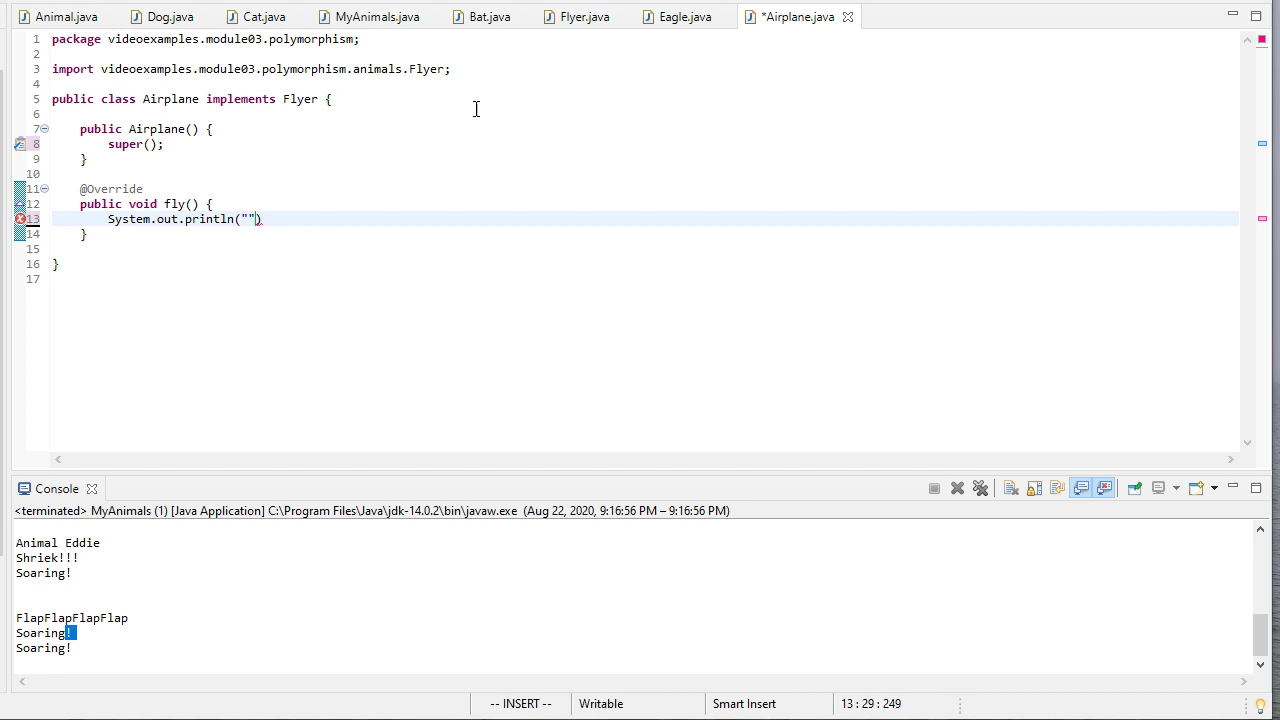 Animal.java Dog.java Cat.java MyAnimals.java Bat.java Flyer.java Eagle.java *Airplane.java
1 package videoexamples.module03.polymorphism;
2
3 import videoexamples.module03.polymorphism.animals.Flyer;
4
5 public class Airplane implements Flyer {
6
7 public Airplane() {
8 super();
9 }
10
11 @Override
12 public void fly() {
13 System.out.println("")
14 }
15
16 }
17
Console
<terminated> MyAnimals (1) [Java Application] C:\Program Files\Java\jdk-14.0.2\bin\javaw.exe (Aug 22, 2020, 9:16:56 PM – 9:16:56 PM)
Animal Eddie
Shriek!!!
Soaring!
FlapFlapFlapFlap
Soaring!
Soaring!
-- INSERT -- Writable Smart Insert 13 : 29 : 249